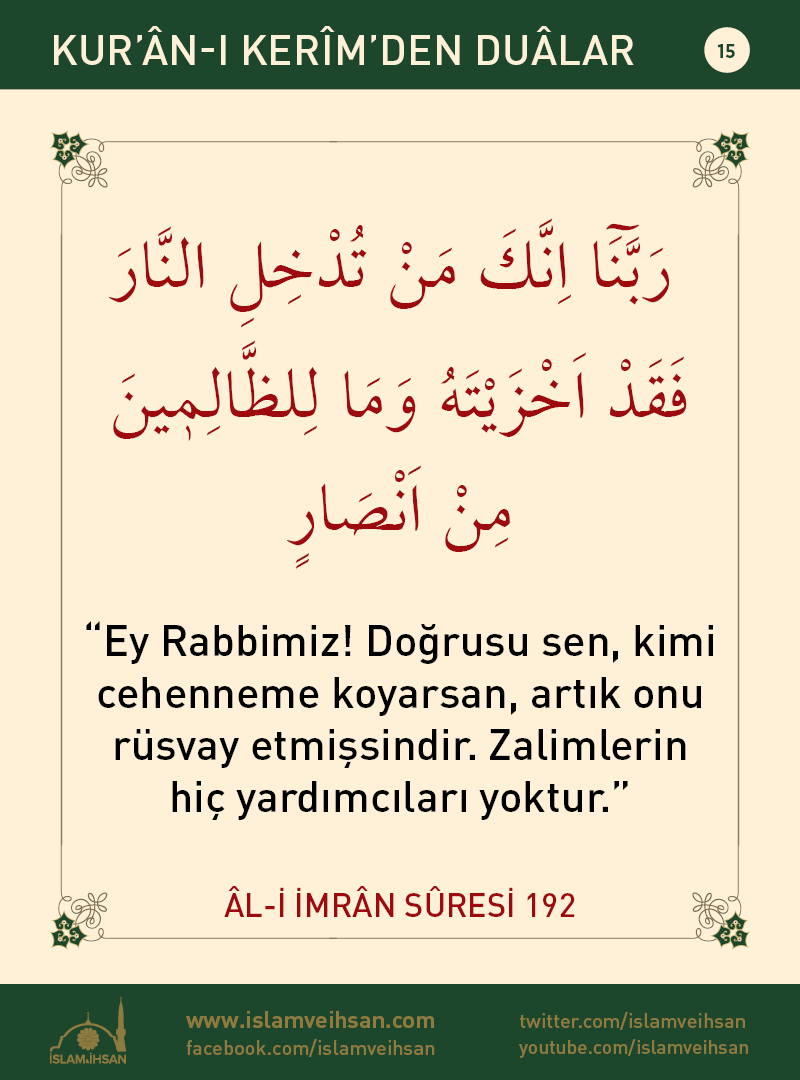 KUR’ÂN-I KERÎM’DEN DUÂLAR
15
رَبَّنَٓا اِنَّكَ مَنْ تُدْخِلِ النَّارَ
فَقَدْ اَخْزَيْتَهُ وَمَا لِلظَّالِم۪ينَ
مِنْ اَنْصَارٍ
“Ey Rabbimiz! Doğrusu sen, kimi
cehenneme koyarsan, artık onu
rüsvay etmişsindir. Zalimlerin
hiç yardımcıları yoktur.”
ÂL-İ İMRÂN SÛRESİ 192
İSLAM&İHSAN
www.islamveihsan.com
facebook.com/islamveihsan
twitter.com/islamveihsan
youtube.com/islamveihsan